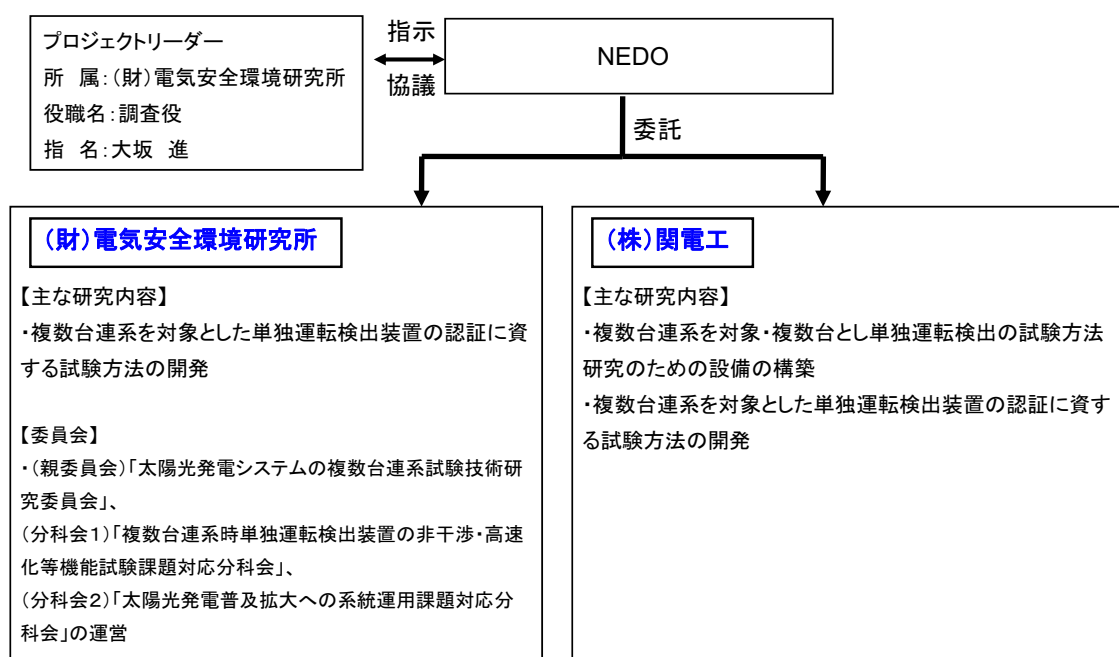 プロジェクトリーダー
所 属:(財)電気安全環境研究所
役職名:調査役
指 名:大坂 進
指示
協議
NEDO
委託
(財)電気安全環境研究所
【主な研究内容】
・複数台連系を対象とした単独運転検出装置の認証に資
する試験方法の開発
【委員会】
・(親委員会)「太陽光発電システムの複数台連系試験技術研
究委員会」、
(分科会1)「複数台連系時単独運転検出装置の非干渉・高速
化等機能試験課題対応分科会」、
(分科会2)「太陽光発電普及拡大への系統運用課題対応分
科会」の運営
(株)関電工
【主な研究内容】
・複数台連系を対象・複数台とし単独運転検出の試験方法
研究のための設備の構築
・複数台連系を対象とした単独運転検出装置の認証に資す
る試験方法の開発